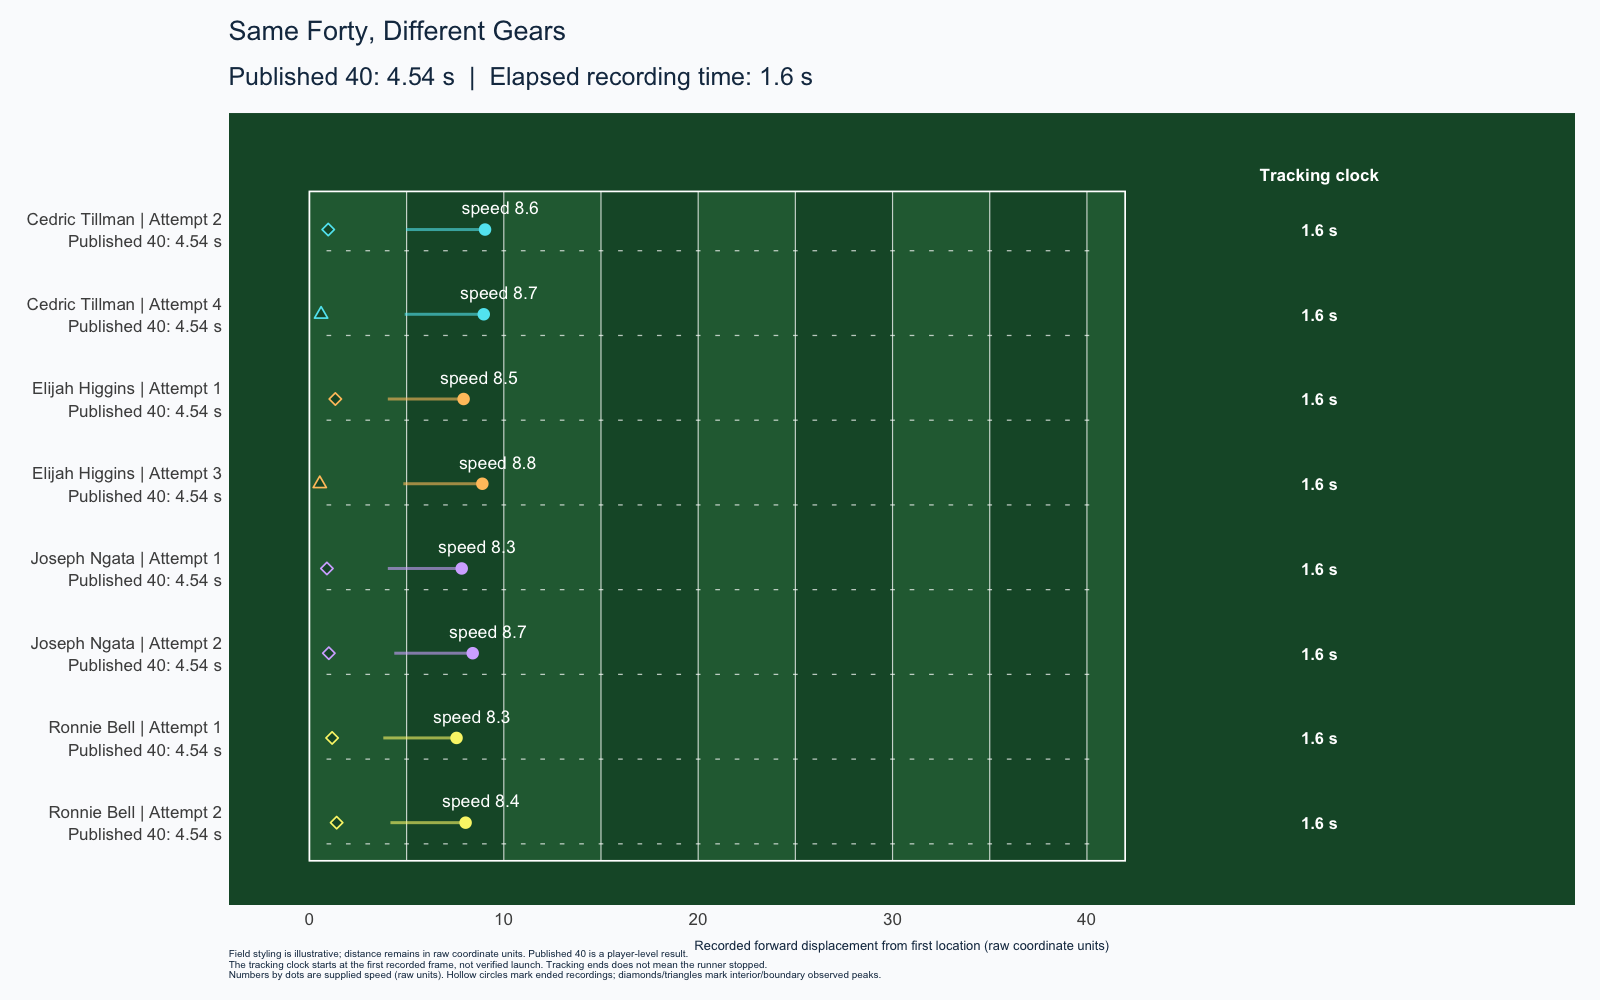 Same Forty, Different Gears
Published 40: 4.54 s | Elapsed recording time: 1.6 s
Tracking clock
Cedric Tillman | Attempt 2
Published 40: 4.54 s
speed 8.6
1.6 s
Cedric Tillman | Attempt 4
Published 40: 4.54 s
speed 8.7
1.6 s
Elijah Higgins | Attempt 1
Published 40: 4.54 s
speed 8.5
1.6 s
Elijah Higgins | Attempt 3
Published 40: 4.54 s
speed 8.8
1.6 s
Joseph Ngata | Attempt 1
Published 40: 4.54 s
speed 8.3
1.6 s
Joseph Ngata | Attempt 2
Published 40: 4.54 s
speed 8.7
1.6 s
Ronnie Bell | Attempt 1
Published 40: 4.54 s
speed 8.3
1.6 s
Ronnie Bell | Attempt 2
Published 40: 4.54 s
speed 8.4
1.6 s
0 10 20 30 40
Recorded forward displacement from first location (raw coordinate units)
Field styling is illustrative; distance remains in raw coordinate units. Published 40 is a player-level result.
The tracking clock starts at the first recorded frame, not verified launch. Tracking ends does not mean the runner stopped.
Numbers by dots are supplied speed (raw units). Hollow circles mark ended recordings; diamonds/triangles mark interior/boundary observed peaks.